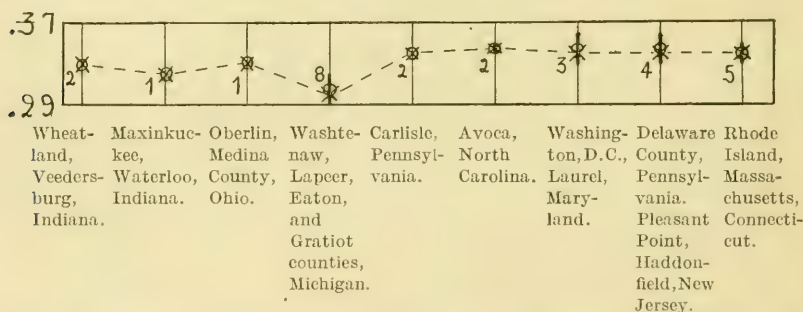 .37
2 1 1 8 2 2 3 4 5
.29
Wheat-
land,
Veeders-
burg,
Indiana.
Maxinkuc-
kee,
Waterloo,
Indiana.
Oberlin,
Medina
County,
Ohio.
Washte-
naw,
Lapeer,
Eaton,
and
Gratiot
counties,
Michigan.
Carlisle,
Pennsyl-
vania.
Avoca,
North
Carolina.
Washing-
ton, D.C.,
Laurel,
Mary-
land.
Delaware
County,
Pennsyl-
vania.
Pleasant
Point,
Haddon-
field, New
Jersey.
Rhode
Island,
Massa-
chusetts,
Connecti-
cut.